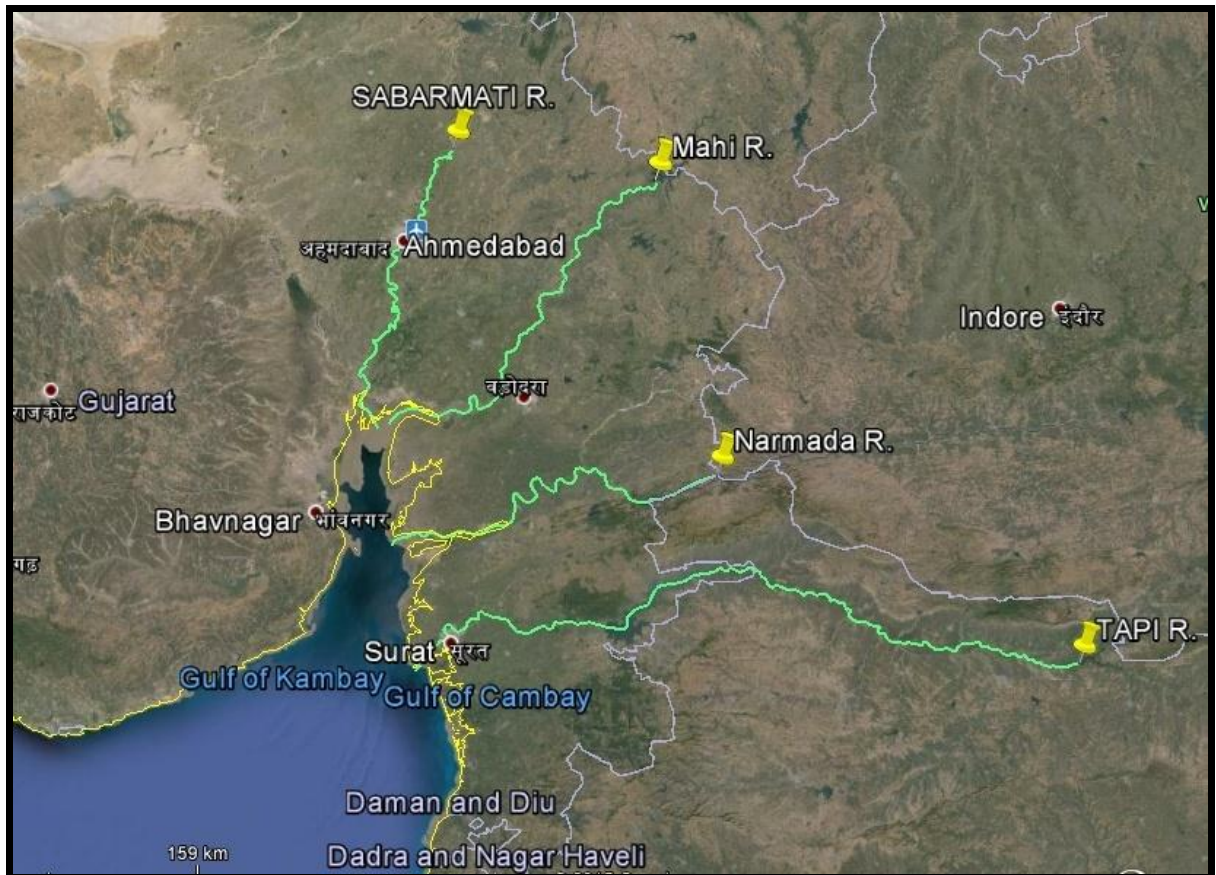 SABARMATI R.
Mahi R.
अहमदाबाद Ahmedabad
Indore इंदौर
वड़ोदरा
राजकोट Gujarat
Narmada R.
Bhavnagar भावनगर
गढ़
TAPI R.
Surat सूरत
Gulf of Kambay
Gulf of Cambay
Daman and Diu
159 km
Dadra and Nagar Haveli